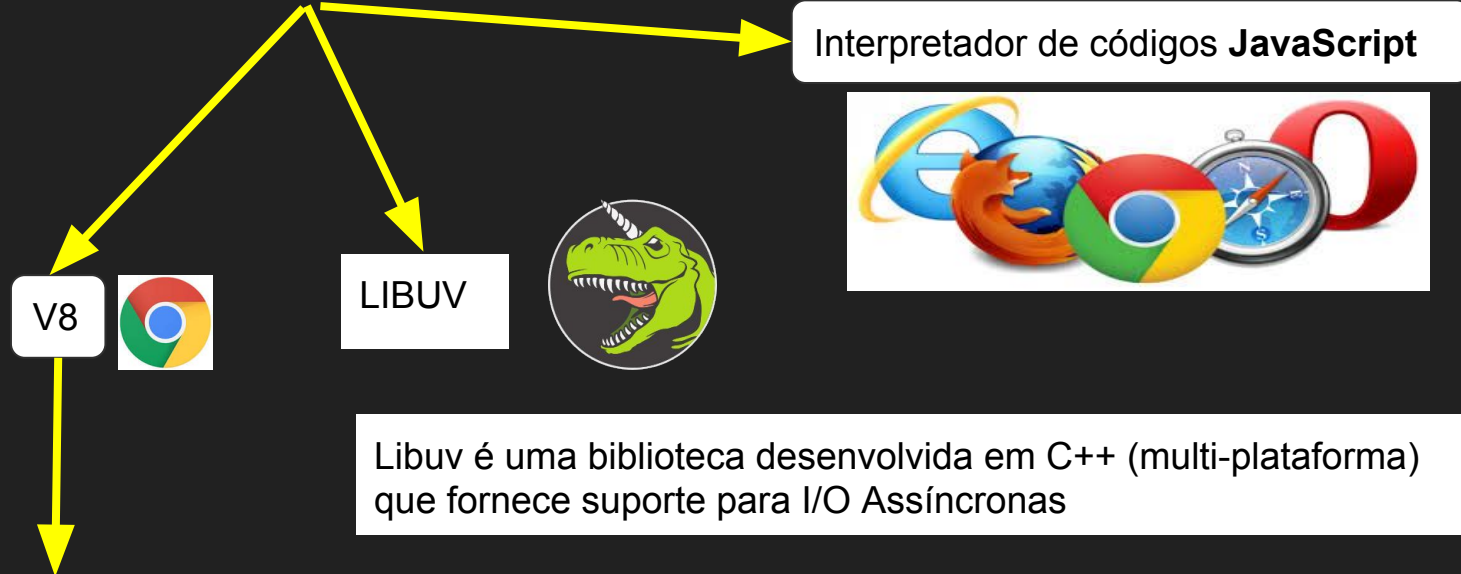 Interpretador de códigos JavaScript
V8
LIBUV
Libuv é uma biblioteca desenvolvida em C++ (multi-plataforma)
que fornece suporte para I/O Assíncronas